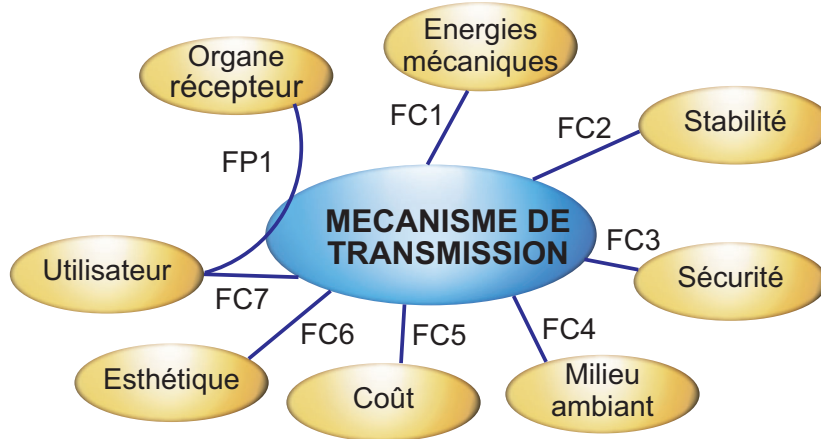 Energies
mécaniques
Organe
récepteur
FC1
FC2
Stabilité
FP1
MECANISME DE
TRANSMISSION
FC3
Utilisateur
Sécurité
FC7
FC6
FC5
FC4
Esthétique
Coût
Milieu
ambiant